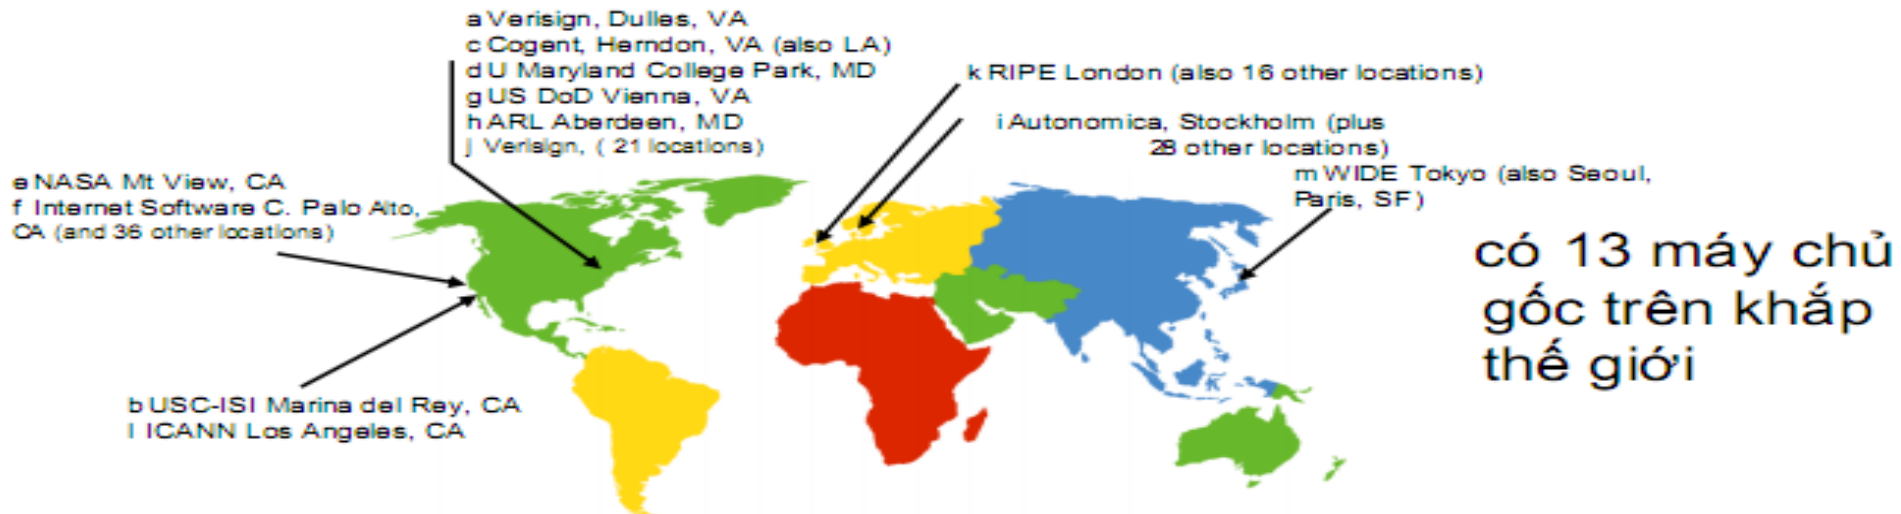 a Verisign, Dulles, VA
c Cogent, Herndon, VA (also LA)
d U Maryland College Park, MD
g US DoD Vienna, VA
h ARL Aberdeen, MD
j Verisign, ( 21 locations)
k RIPE London (also 16 other locations)
i Autonomica, Stockholm (plus
28 other locations)
m WIDE Tokyo (also Seoul,
Paris, SF)
e NASA Mt View, CA
f Internet Software C. Palo Alto,
CA (and 36 other locations)
b USC-ISI Marina del Rey, CA
l ICANN Los Angeles, CA
có 13 máy chủ
gốc trên khắp
thế giới